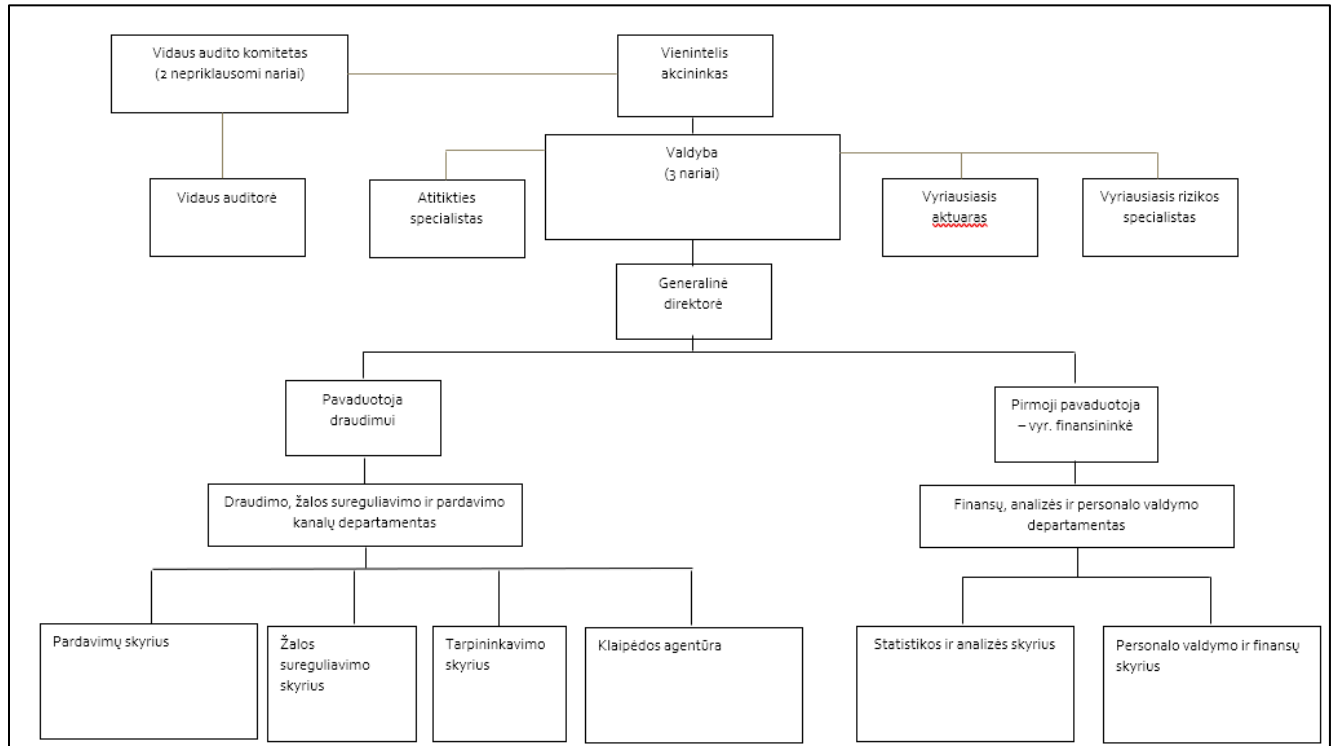 Vidaus audito komitetas
(2 nepriklausomi nariai)
Vienintelis
akcininkas
Valdyba
(3 nariai)
Vidaus auditorė
Atitikties
specialistas
Vyriausiasis
aktuaras
Vyriausiasis rizikos
specialistas
Generalinė
direktorė
Pavaduotoja
draudimui
Pirmoji pavaduotoja
– vyr. finansininkė
Draudimo, žalos sureguliavimo ir pardavimo
kanalų departamentas
Finansų, analizės ir personalo valdymo
departamentas
Pardavimų skyrius
Žalos
sureguliavimo
skyrius
Tarpininkavimo
skyrius
Klaipėdos agentūra
Statistikos ir analizės skyrius
Personalo valdymo ir finansų
skyrius